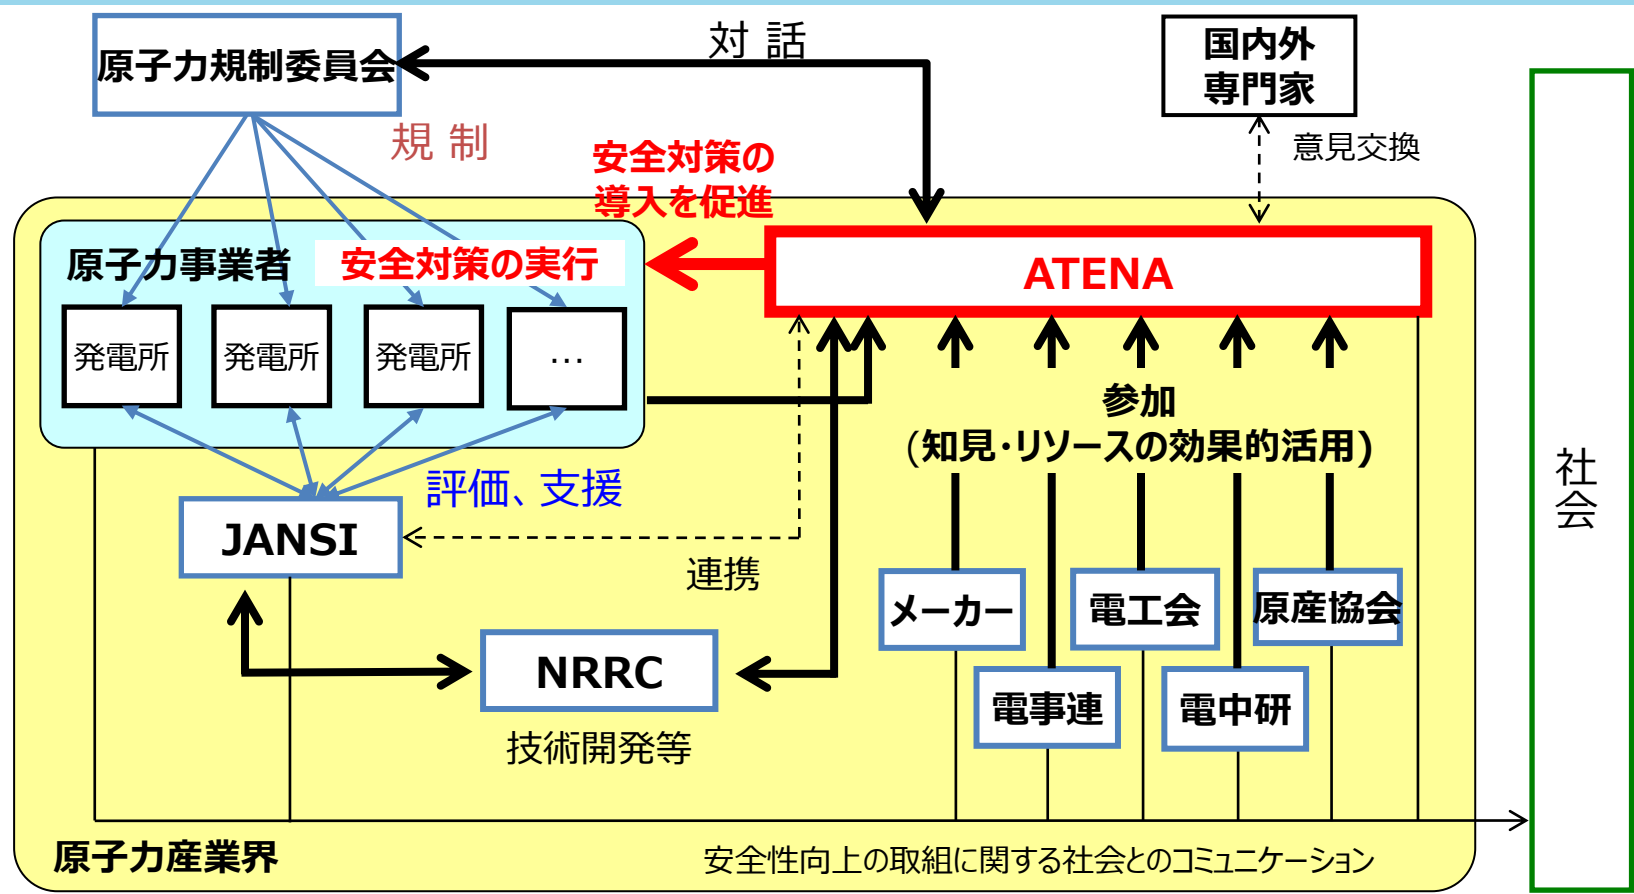 原子力規制委員会
対 話
国内外
専門家
規 制
意見交換
安全対策の
導入を促進
原子力事業者
安全対策の実行
ATENA
発電所
発電所
発電所
…
参加
(知見・リソースの効果的活用)
評価、支援
JANSI
連携
メーカー
電工会
原産協会
NRRC
電事連
電中研
技術開発等
原子力産業界
安全性向上の取組に関する社会とのコミュニケーション
社
会